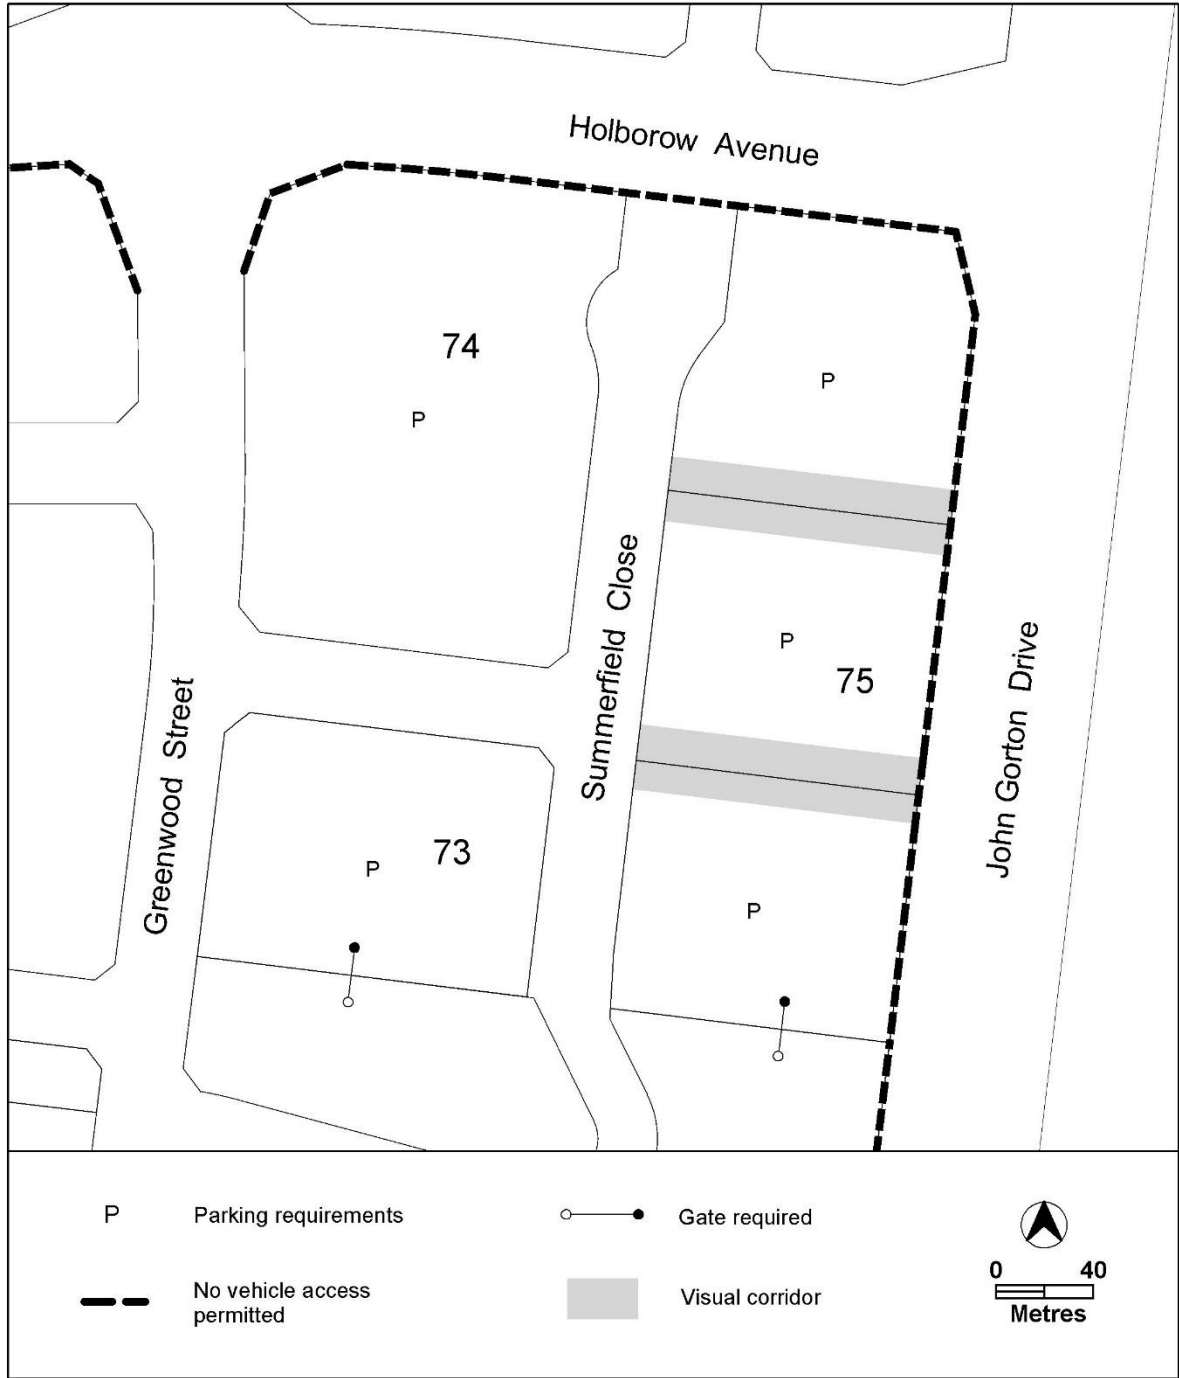 Holborow Avenue
74
P
P
Summerfield Close
P
75
John Gorton Drive
Greenwood Street
73
P
P
P Parking requirements
Gate required
No vehicle access
permitted
Visual corridor
0 40
Metres